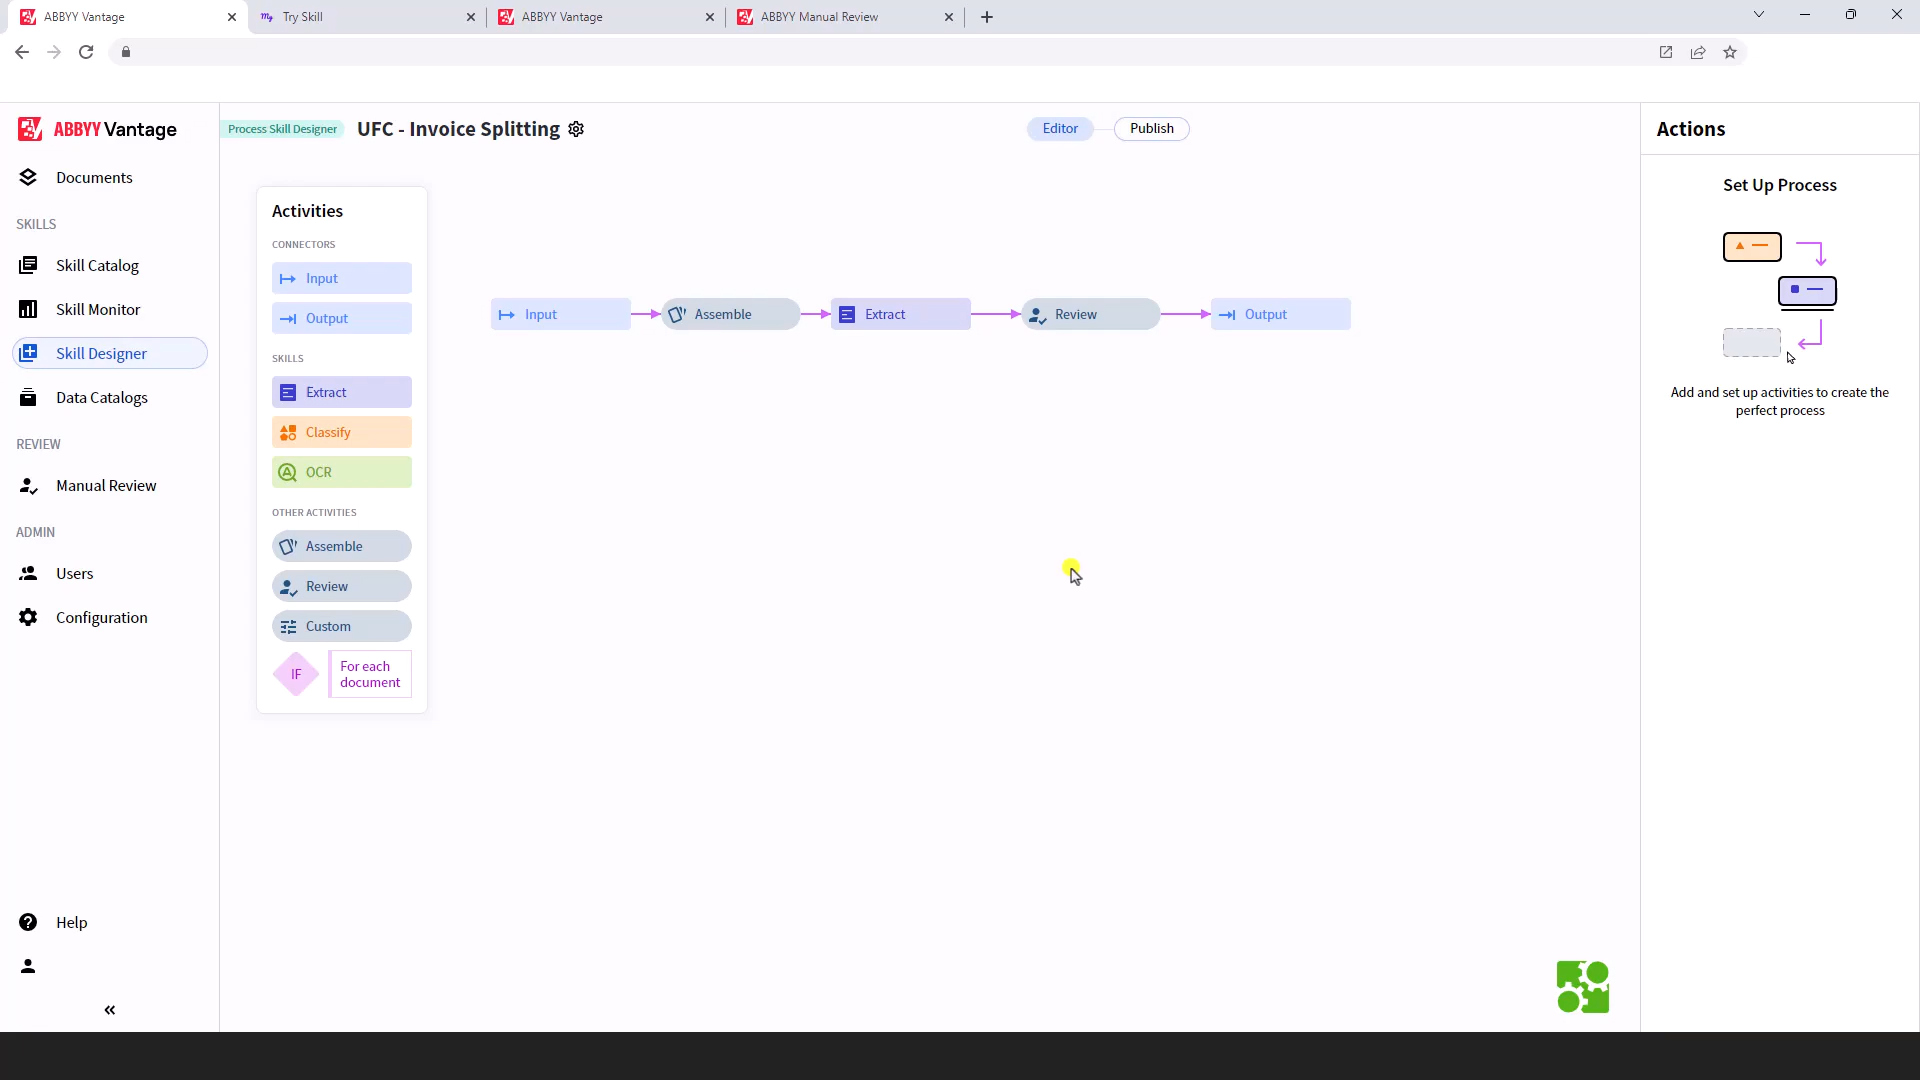 ABBYY Vantage
Try Skill
ABBYY Vantage
ABBYY Manual Review
ABBYY Vantage
Documents
SKILLS
Skill Catalog
Skill Monitor
Skill Designer
Data Catalogs
REVIEW
Manual Review
ADMIN
Users
Configuration
Help
Process Skill Designer
UFC - Invoice Splitting
Editor
Publish
Activities
CONNECTORS
Input
Output
SKILLS
Extract
Classify
OCR
OTHER ACTIVITIES
Assemble
Review
Custom
IF
For each
document
Input
Assemble
Extract
Review
Output
Actions
Set Up Process
Add and set up activities to create the
perfect process